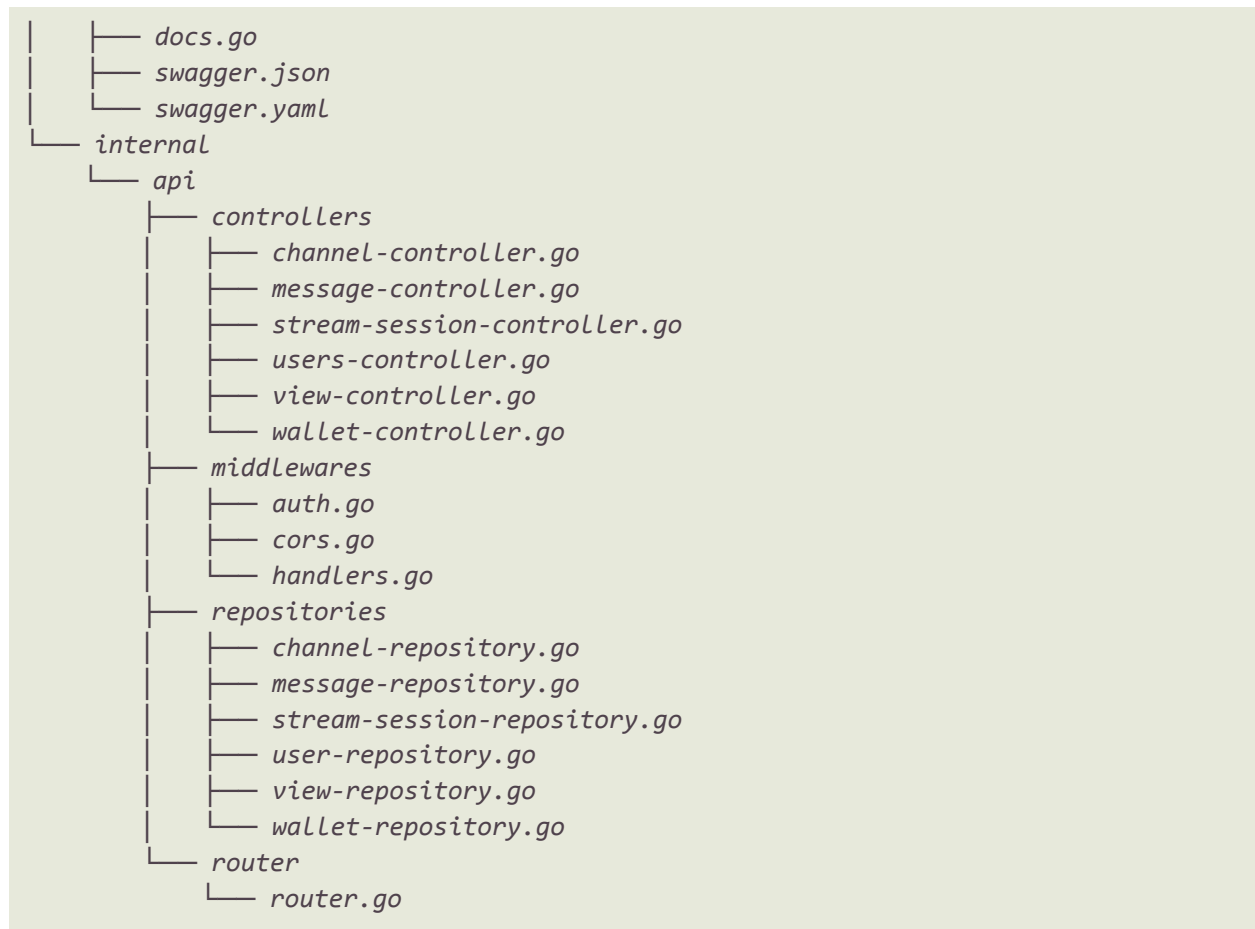 │   ├── docs.go
│   ├── swagger.json
│   └── swagger.yaml
└── internal
    └── api
        ├── controllers
        │   ├── channel-controller.go
        │   ├── message-controller.go
        │   ├── stream-session-controller.go
        │   ├── users-controller.go
        │   ├── view-controller.go
        │   └── wallet-controller.go
        ├── middlewares
        │   ├── auth.go
        │   ├── cors.go
        │   └── handlers.go
        ├── repositories
        │   ├── channel-repository.go
        │   ├── message-repository.go
        │   ├── stream-session-repository.go
        │   ├── user-repository.go
        │   ├── view-repository.go
        │   └── wallet-repository.go
        └── router
            └── router.go